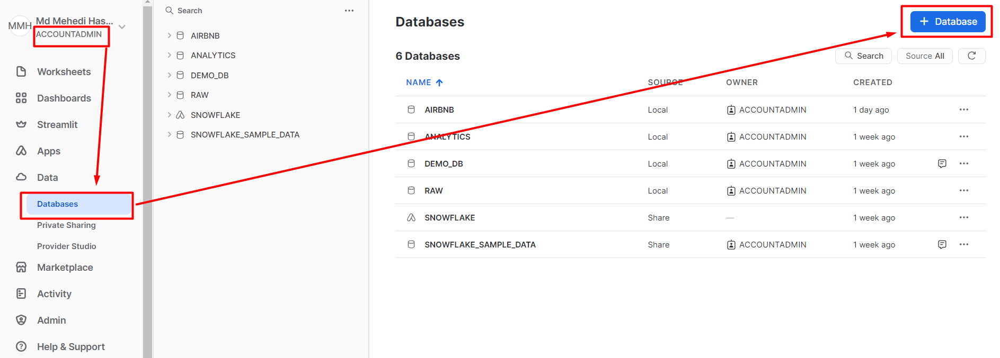 MMH
Md Mehedi Has...
ACCOUNTADMIN
Worksheets
Dashboards
Streamlit
Apps
Data
Databases
Private Sharing
Provider Studio
Marketplace
Activity
Admin
Help & Support
Search
AIRBNB
ANALYTICS
DEMO_DB
RAW
SNOWFLAKE
SNOWFLAKE_SAMPLE_DATA
Databases
+ Database
6 Databases
Search
Source All
NAME SOURCE OWNER CREATED
AIRBNB Local ACCOUNTADMIN 1 day ago
ANALYTICS Local ACCOUNTADMIN 1 week ago
DEMO_DB Local ACCOUNTADMIN 1 week ago
RAW Local ACCOUNTADMIN 1 week ago
SNOWFLAKE Share — 1 week ago
SNOWFLAKE_SAMPLE_DATA Share ACCOUNTADMIN 1 week ago